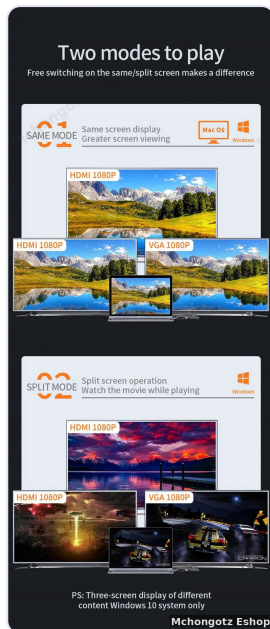 Two modes to play
Free switching on the same/split screen makes a difference
01
SAME MODE
Same screen display
Greater screen viewing
Mac OS
Windows
HDMI 1080P
HDMI 1080P
VGA 1080P
02
SPLIT MODE
Split screen operation
Watch the movie while playing
Windows
HDMI 1080P
HDMI 1080P
VGA 1080P
PS: Three-screen display of different
content Windows 10 system only
Mchongotz Eshop